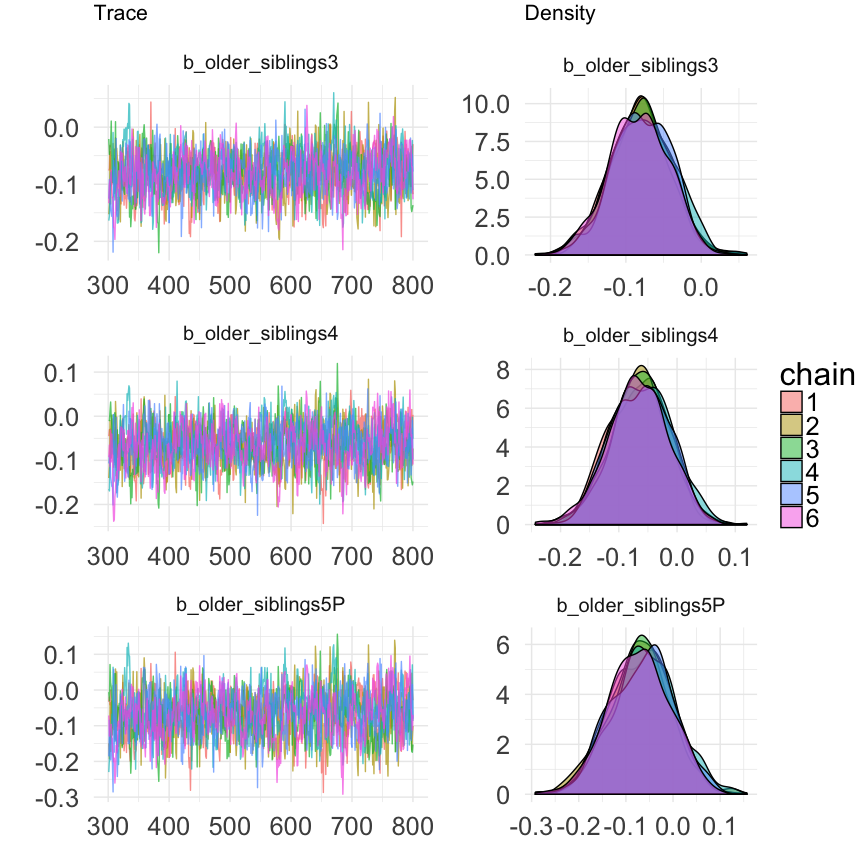 Trace
Density
b_older_siblings3
0.0
-0.1
-0.2
300 400 500 600 700 800
b_older_siblings3
10.0
7.5
5.0
2.5
0.0
-0.2 -0.1 0.0
b_older_siblings4
0.1
0.0
-0.1
-0.2
300 400 500 600 700 800
b_older_siblings4
8
6
4
2
0
-0.2 -0.1 0.0 0.1
b_older_siblings5P
0.1
0.0
-0.1
-0.2
-0.3
300 400 500 600 700 800
b_older_siblings5P
6
4
2
0
-0.3 -0.2 -0.1 0.0 0.1
chain
1
2
3
4
5
6